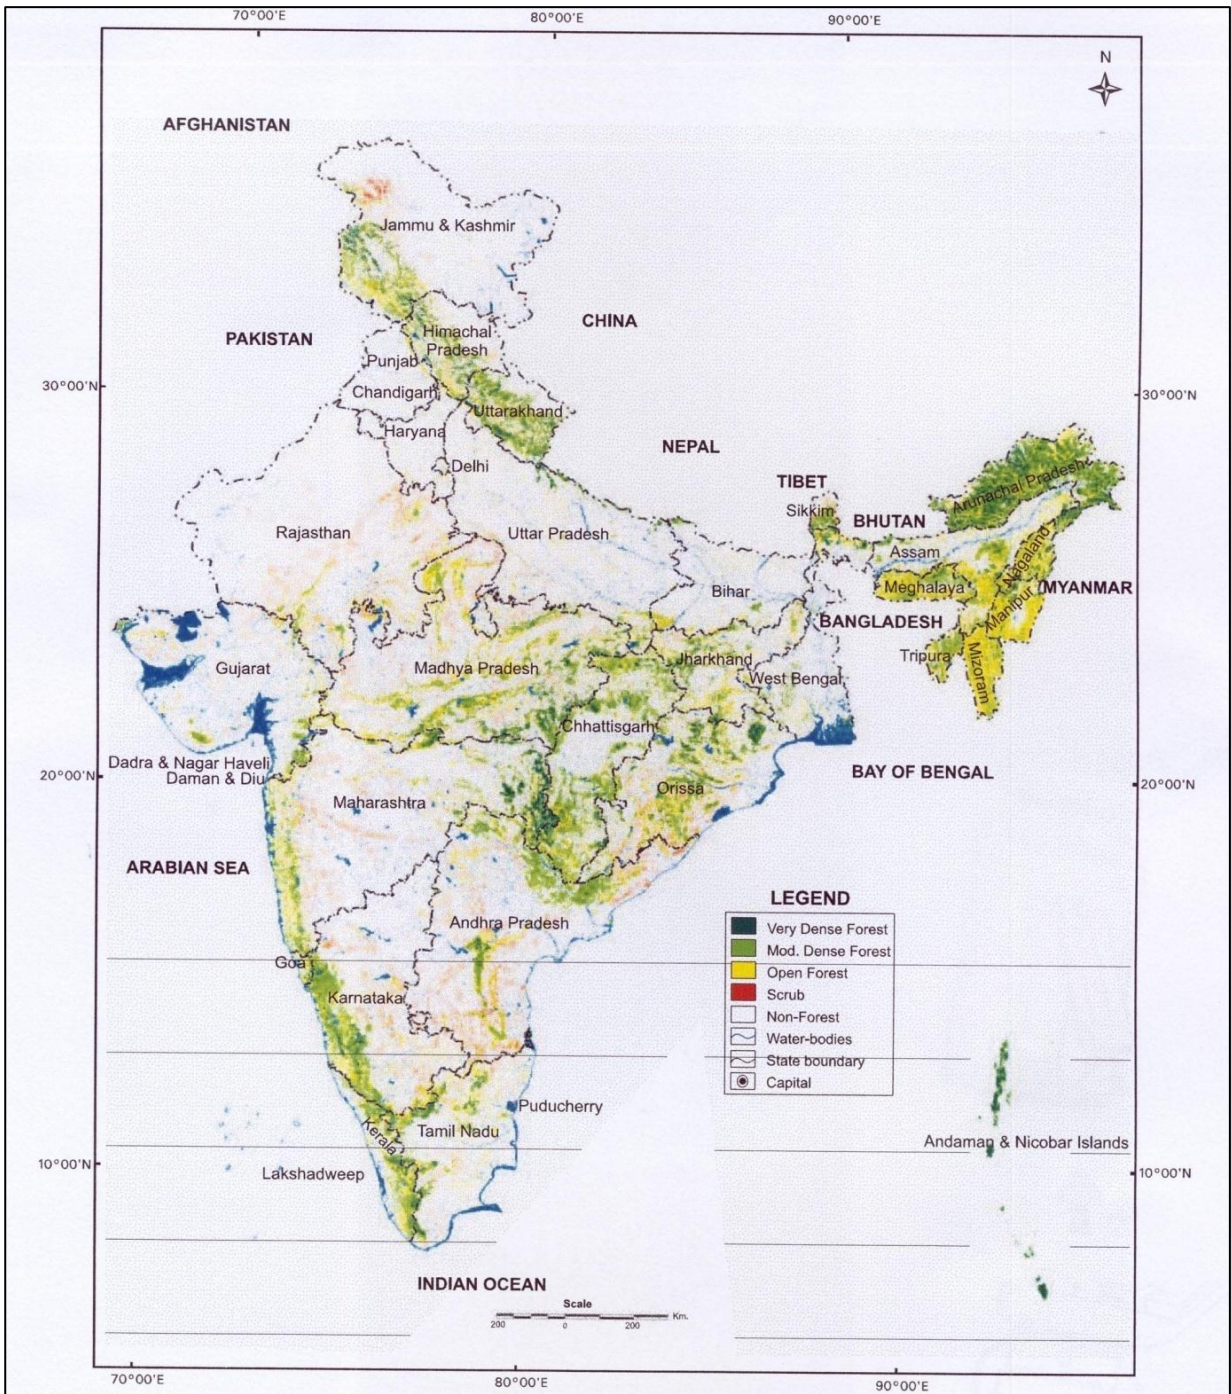 70°00'E
80°00'E
90°00'E
N
AFGHANISTAN
Jammu & Kashmir
CHINA
PAKISTAN
Himachal
Pradesh
Punjab
30°00'N
30°00'N
Chandigarh
Uttarakhand
Haryana
NEPAL
Delhi
TIBET
Arunachal Pradesh
Sikkim
BHUTAN
Rajasthan
Uttar Pradesh
Assam
Nagaland
Meghalaya
MYANMAR
Bihar
Manipur
BANGLADESH
Tripura
Jharkhand
Gujarat
Madhya Pradesh
West Bengal
Mizoram
Chhattisgarh
Dadra & Nagar Haveli
Daman & Diu
BAY OF BENGAL
20°00'N
20°00'N
Orissa
Maharashtra
ARABIAN SEA
LEGEND
Very Dense Forest
Mod. Dense Forest
Open Forest
Scrub
Non-Forest
Water-bodies
State boundary
Capital
Andhra Pradesh
Goa
Karnataka
Puducherry
Tamil Nadu
Kerala
Andaman & Nicobar Islands
10°00'N
10°00'N
Lakshadweep
INDIAN OCEAN
Scale
200 0 200 Km.
70°00'E
80°00'E
90°00'E